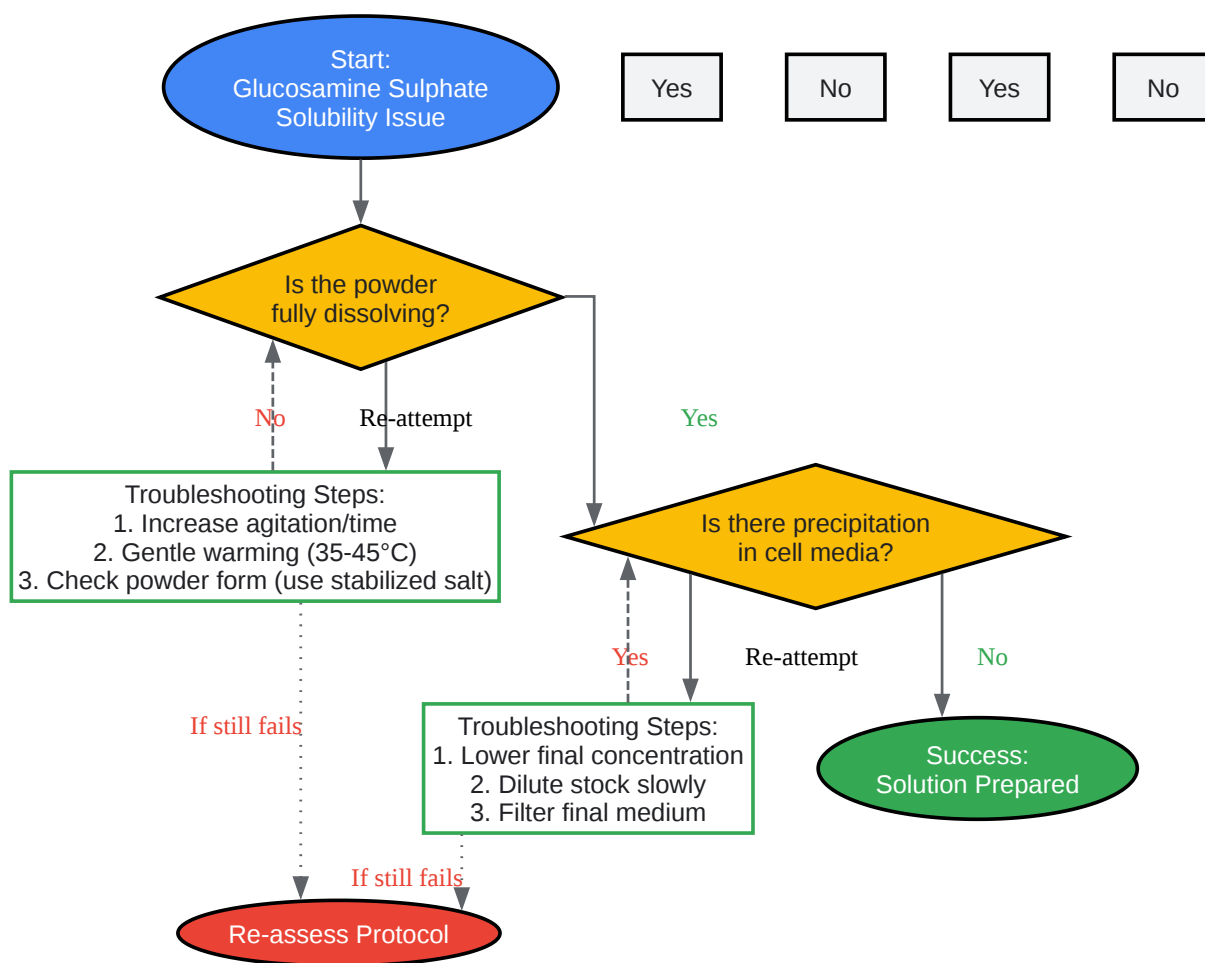 Start:
Glucosamine Sulphate
Solubility Issue
Yes
No
Yes
No
Is the powder
fully dissolving?
No
Re-attempt
Yes
Troubleshooting Steps:
1. Increase agitation/time
2. Gentle warming (35-45°C)
3. Check powder form (use stabilized salt)
Is there precipitation
in cell media?
Yes
Re-attempt
No
If still fails
Troubleshooting Steps:
1. Lower final concentration
2. Dilute stock slowly
3. Filter final medium
Success:
Solution Prepared
If still fails
Re-assess Protocol